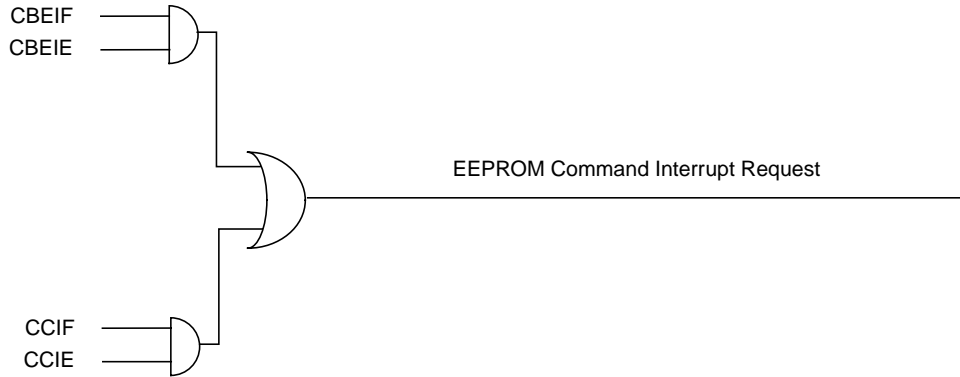 CBEIF
CBEIE
EEPROM Command Interrupt Request
CCIF
CCIE